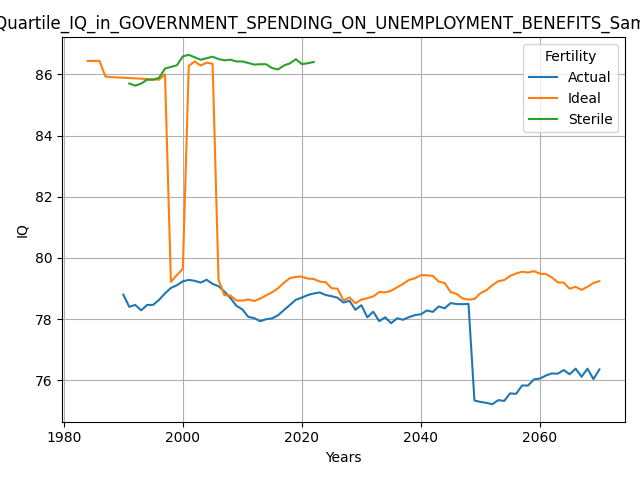 Quartile_IQ_in_GOVERNMENT_SPENDING_ON_UNEMPLOYMENT_BENEFITS_Sam
Fertility
Actual
Ideal
Sterile
IQ
86
84
82
80
78
76
1980
2000
2020
2040
2060
Years